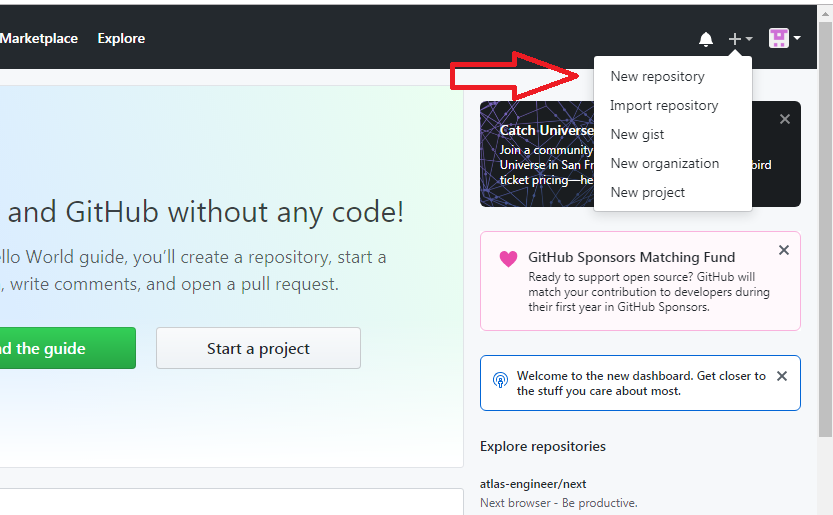 Marketplace Explore
New repository
Import repository
New gist
New organization
New project
Catch Universe
Join a community
Universe in San Fr
ticket pricing—he
and GitHub without any code!
World guide, you’ll create a repository, start a
, write comments, and open a pull request.
the guide
Start a project
GitHub Sponsors Matching Fund
Ready to support open source? GitHub will
match your contribution to developers during
their first year in GitHub Sponsors.
Welcome to the new dashboard. Get closer to
the stuff you care about most.
Explore repositories
atlas-engineer/next
Next browser - Be productive.